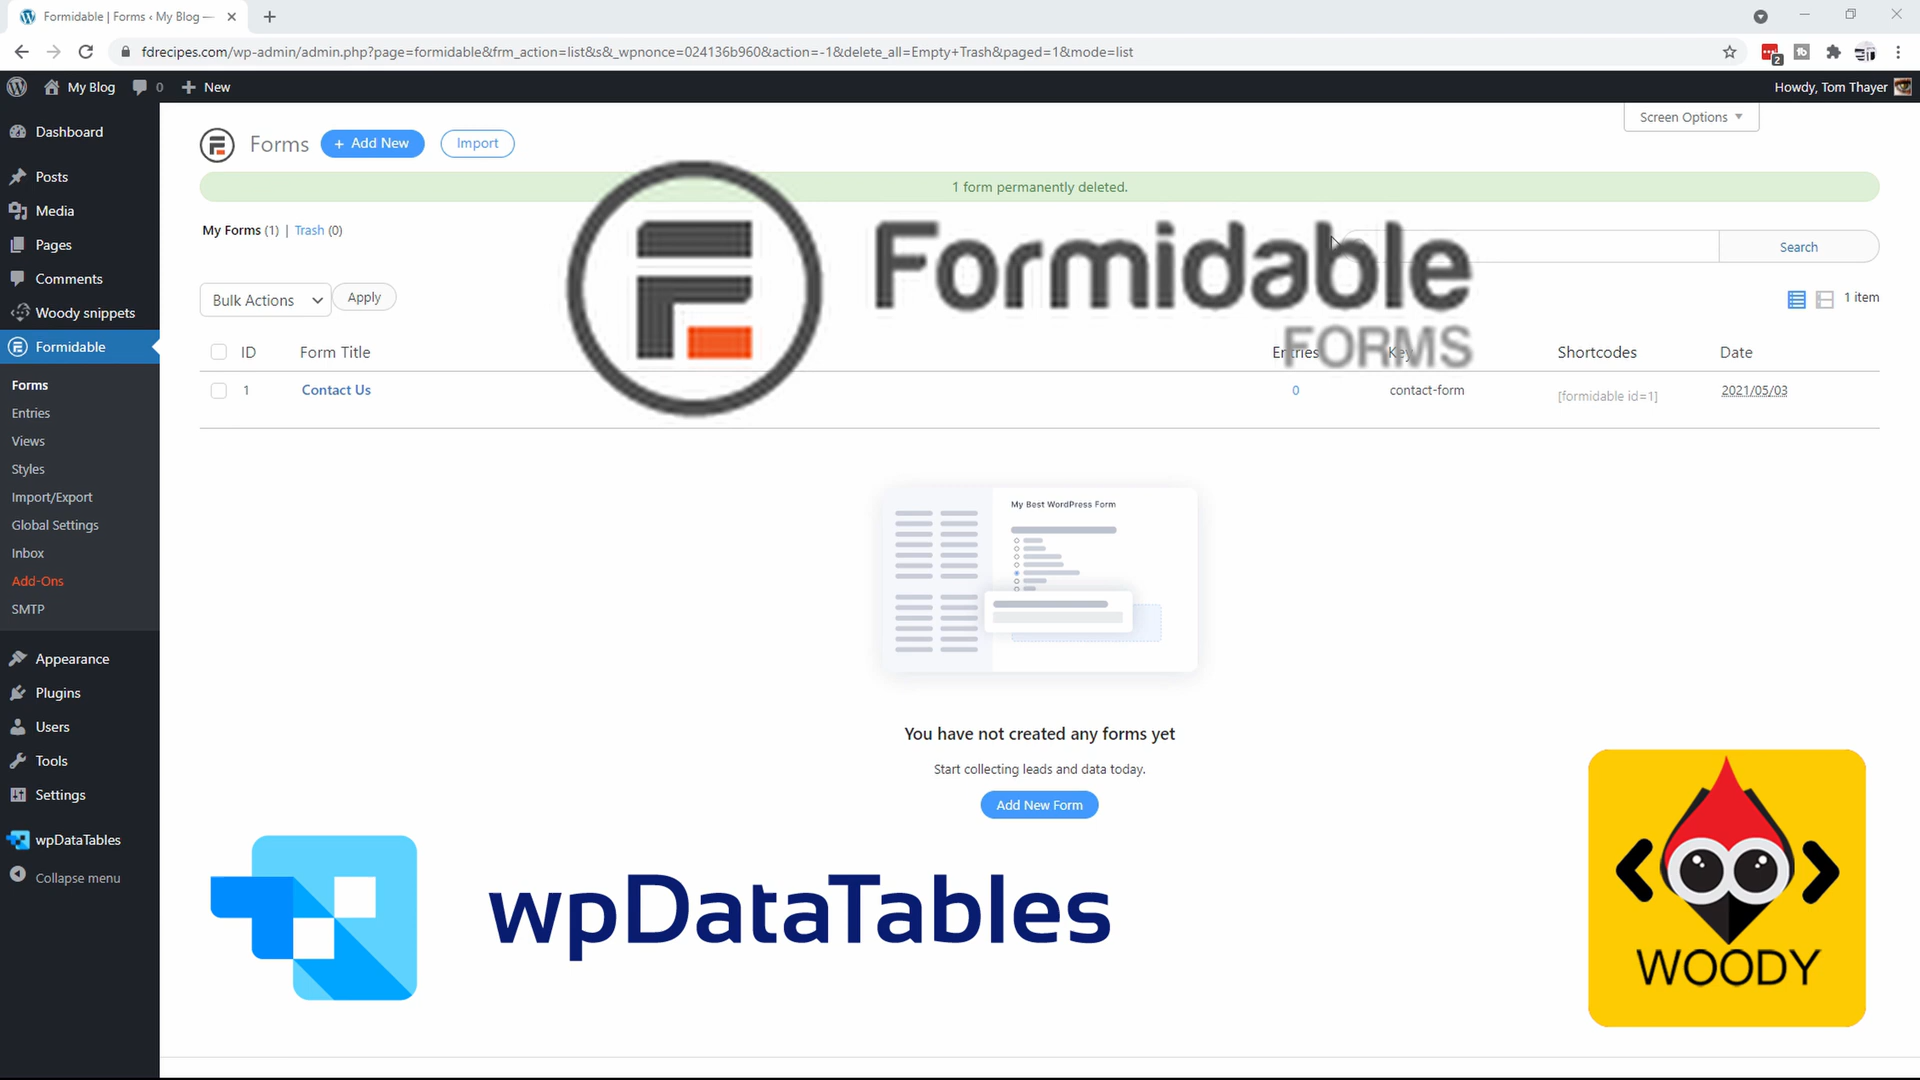 Formidable | Forms ‹ My Blog —
fdrecipes.com/wp-admin/admin.php?page=formidable&frm_action=list&s&_wpnonce=024136b960&action=-1&delete_all=Empty+Trash&paged=1&mode=list
2
My Blog 0 + New
Howdy, Tom Thayer
Dashboard
Posts
Media
Pages
Comments
Woody snippets
Formidable
Forms
Entries
Views
Styles
Import/Export
Global Settings
Inbox
Add-Ons
SMTP
Appearance
Plugins
Users
Tools
Settings
wpDataTables
Collapse menu
Screen Options
Forms + Add New Import
1 form permanently deleted.
My Forms (1) | Trash (0)
Search
Formidable
FORMS
Bulk Actions Apply
1 item
ID Form Title Entries Key Shortcodes Date
1 Contact Us 0 contact-form [formidable id=1] 2021/05/03
My Best WordPress Form
You have not created any forms yet
Start collecting leads and data today.
Add New Form
wpDataTables
WOODY